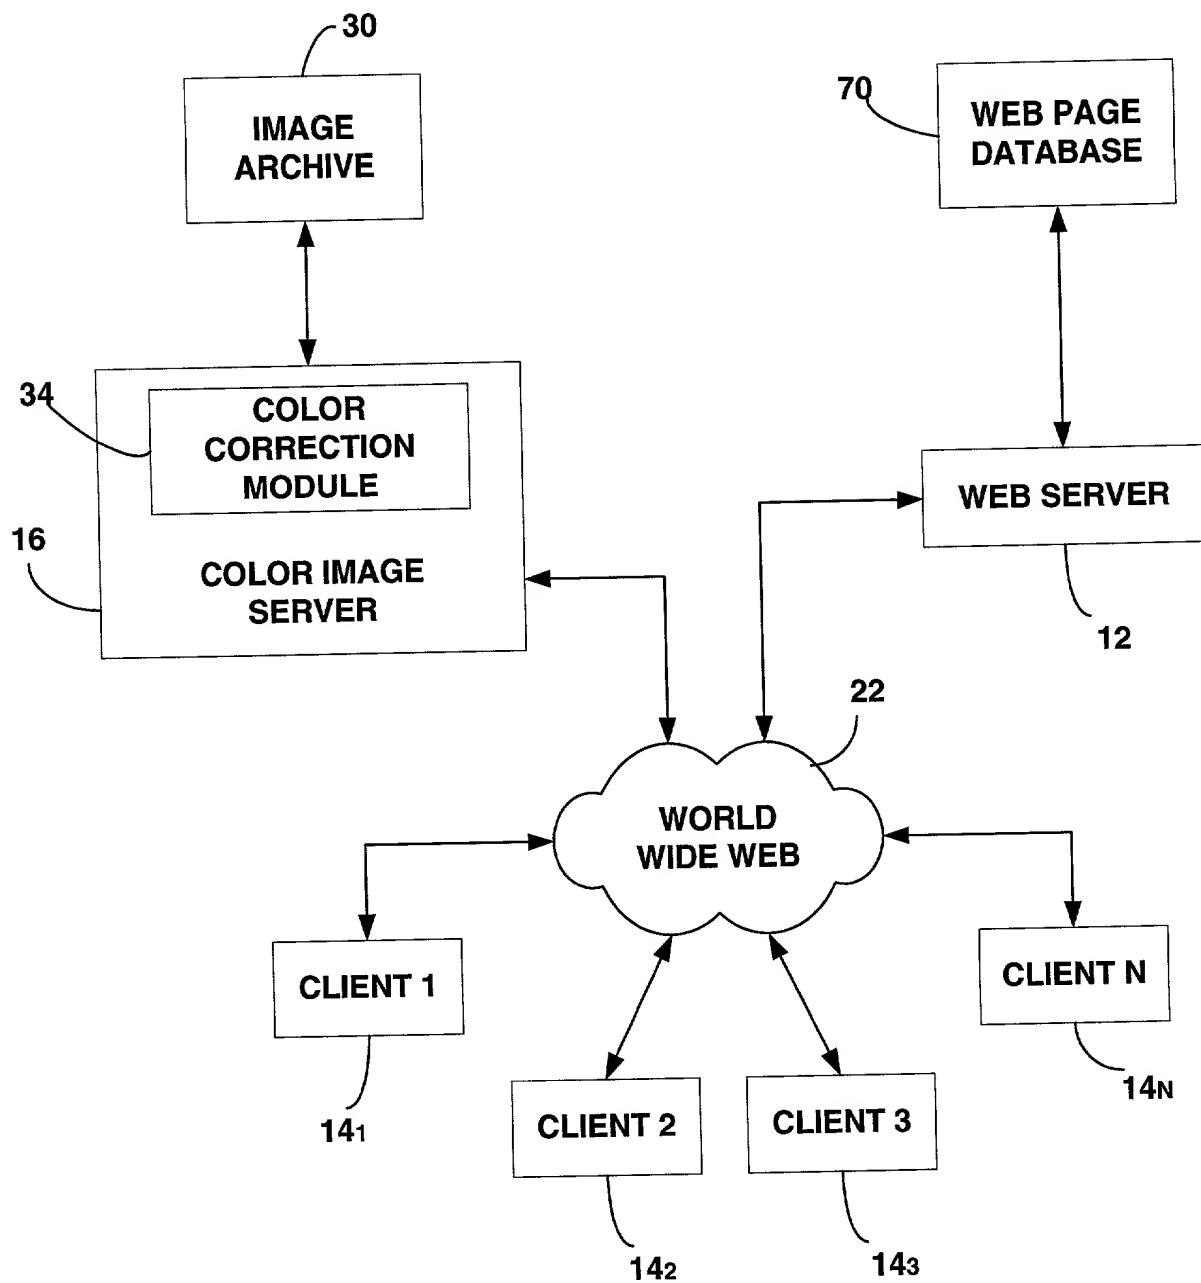 30
IMAGE
ARCHIVE
70
WEB PAGE
DATABASE
34
COLOR
CORRECTION
MODULE
16
COLOR IMAGE
SERVER
WEB SERVER
12
22
WORLD
WIDE WEB
CLIENT 1
CLIENT N
14₁
14N
CLIENT 2
CLIENT 3
14₂
14₃